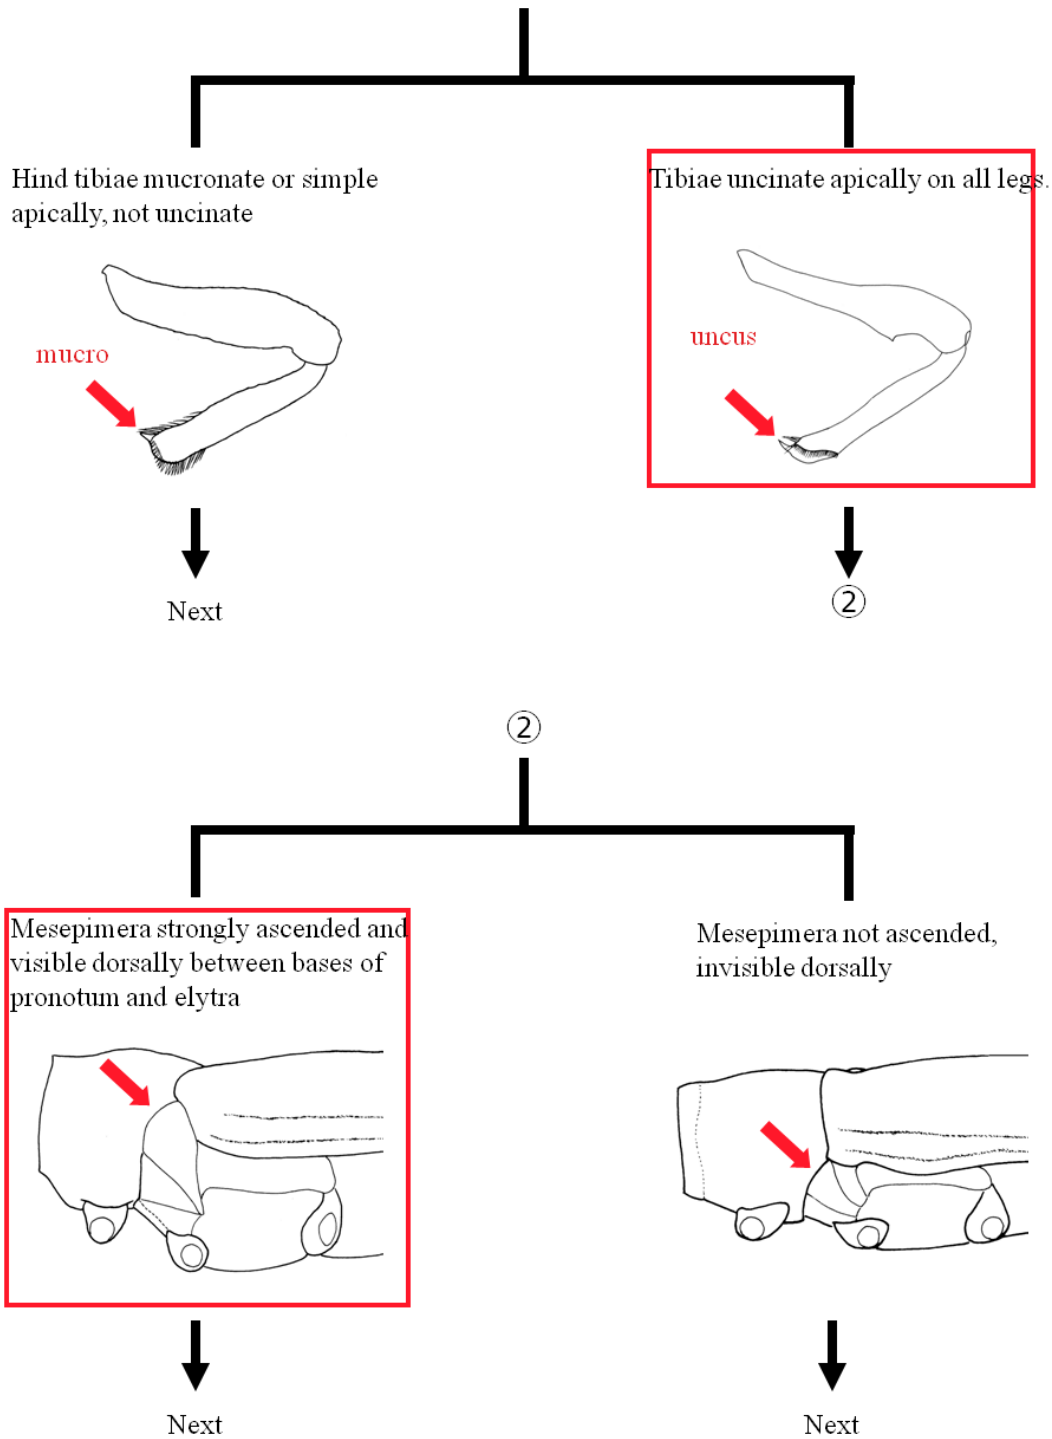 Hind tibiae mucronate or simple
apically, not uncinate
Tibiae uncinate apically on all legs.
mucro
uncus
Next
②
②
Mesepimera strongly ascended and
visible dorsally between bases of
pronotum and elytra
Mesepimera not ascended,
invisible dorsally
Next
Next